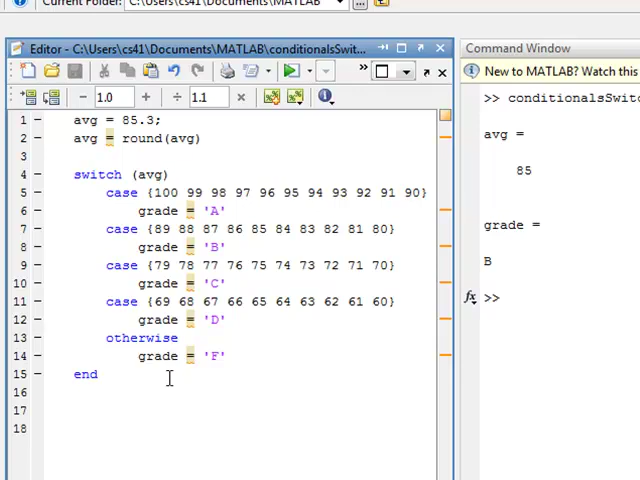 Current Folder: C:\Users\cs41\Documents\MATLAB
Editor - C:\Users\cs41\Documents\MATLAB\conditionalsSwit...
Command Window
1.0
1.1
New to MATLAB? Watch this
1 avg = 85.3;
2 avg = round(avg)
3
4 switch (avg)
5 case {100 99 98 97 96 95 94 93 92 91 90}
6 grade = 'A'
7 case {89 88 87 86 85 84 83 82 81 80}
8 grade = 'B'
9 case {79 78 77 76 75 74 73 72 71 70}
10 grade = 'C'
11 case {69 68 67 66 65 64 63 62 61 60}
12 grade = 'D'
13 otherwise
14 grade = 'F'
15 end
16
17
18
>> conditionalsSwitc
avg =
85
grade =
B
fx >>